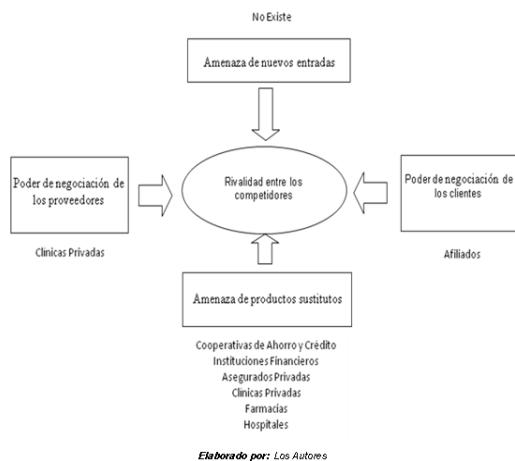 No Existe
Amenaza de nuevos entradas
Rivalidad entre los
competidores
Poder de negociación de
los proveedores
Clinicas Privadas
Poder de negociación de
los clientes
Afiliados
Amenaza de productos sustitutos
Cooperativas de Ahorro y Crédito
Instituciones Financieros
Asegurados Privadas
Clinicas Privadas
Farmacías
Hospitales
Elaborado por: Los Autores